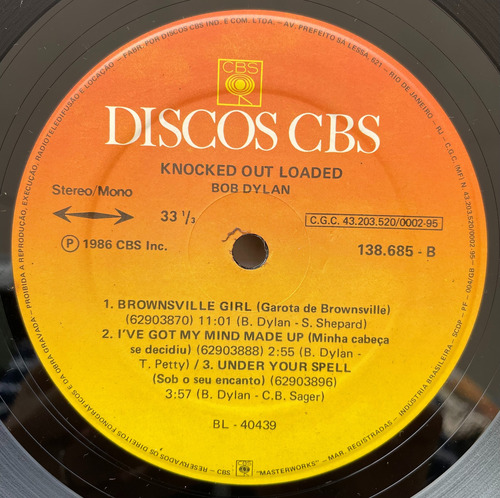 RESERVADOS OS DIREITOS FONOGRÁFICOS E DA OBRA GRAVADA - PROIBIDA A REPRODUÇÃO, EXECUÇÃO, RADIOTELEDIFUSÃO E LOCAÇÃO - FABR. POR DISCOS CBS IND. E COM. LTDA. - AV. PREFEITO SÁ LESSA, 621 - RIO DE JANEIRO - RJ - C.G.C. (MF) N.º 43.203.520/0002-95 - SCDP - PF - 004/GB - INDÚSTRIA BRASILEIRA
CBS
DISCOS CBS
KNOCKED OUT LOADED
BOB DYLAN
Stereo/Mono
33 1/3
C.G.C. 43.203.520/0002-95
P 1986 CBS Inc.
138.685 - B
1. BROWNSVILLE GIRL (Garota de Brownsville)
(62903870) 11:01 (B. Dylan - S. Shepard)
2. I'VE GOT MY MIND MADE UP (Minha cabeça
se decidiu) (62903888) 2:55 (B. Dylan -
T. Petty) / 3. UNDER YOUR SPELL
(Sob o seu encanto) (62903896)
3:57 (B. Dylan - C.B. Sager)
BL - 40439
- CBS - "MASTERWORKS" - MAR. REGISTRADAS -